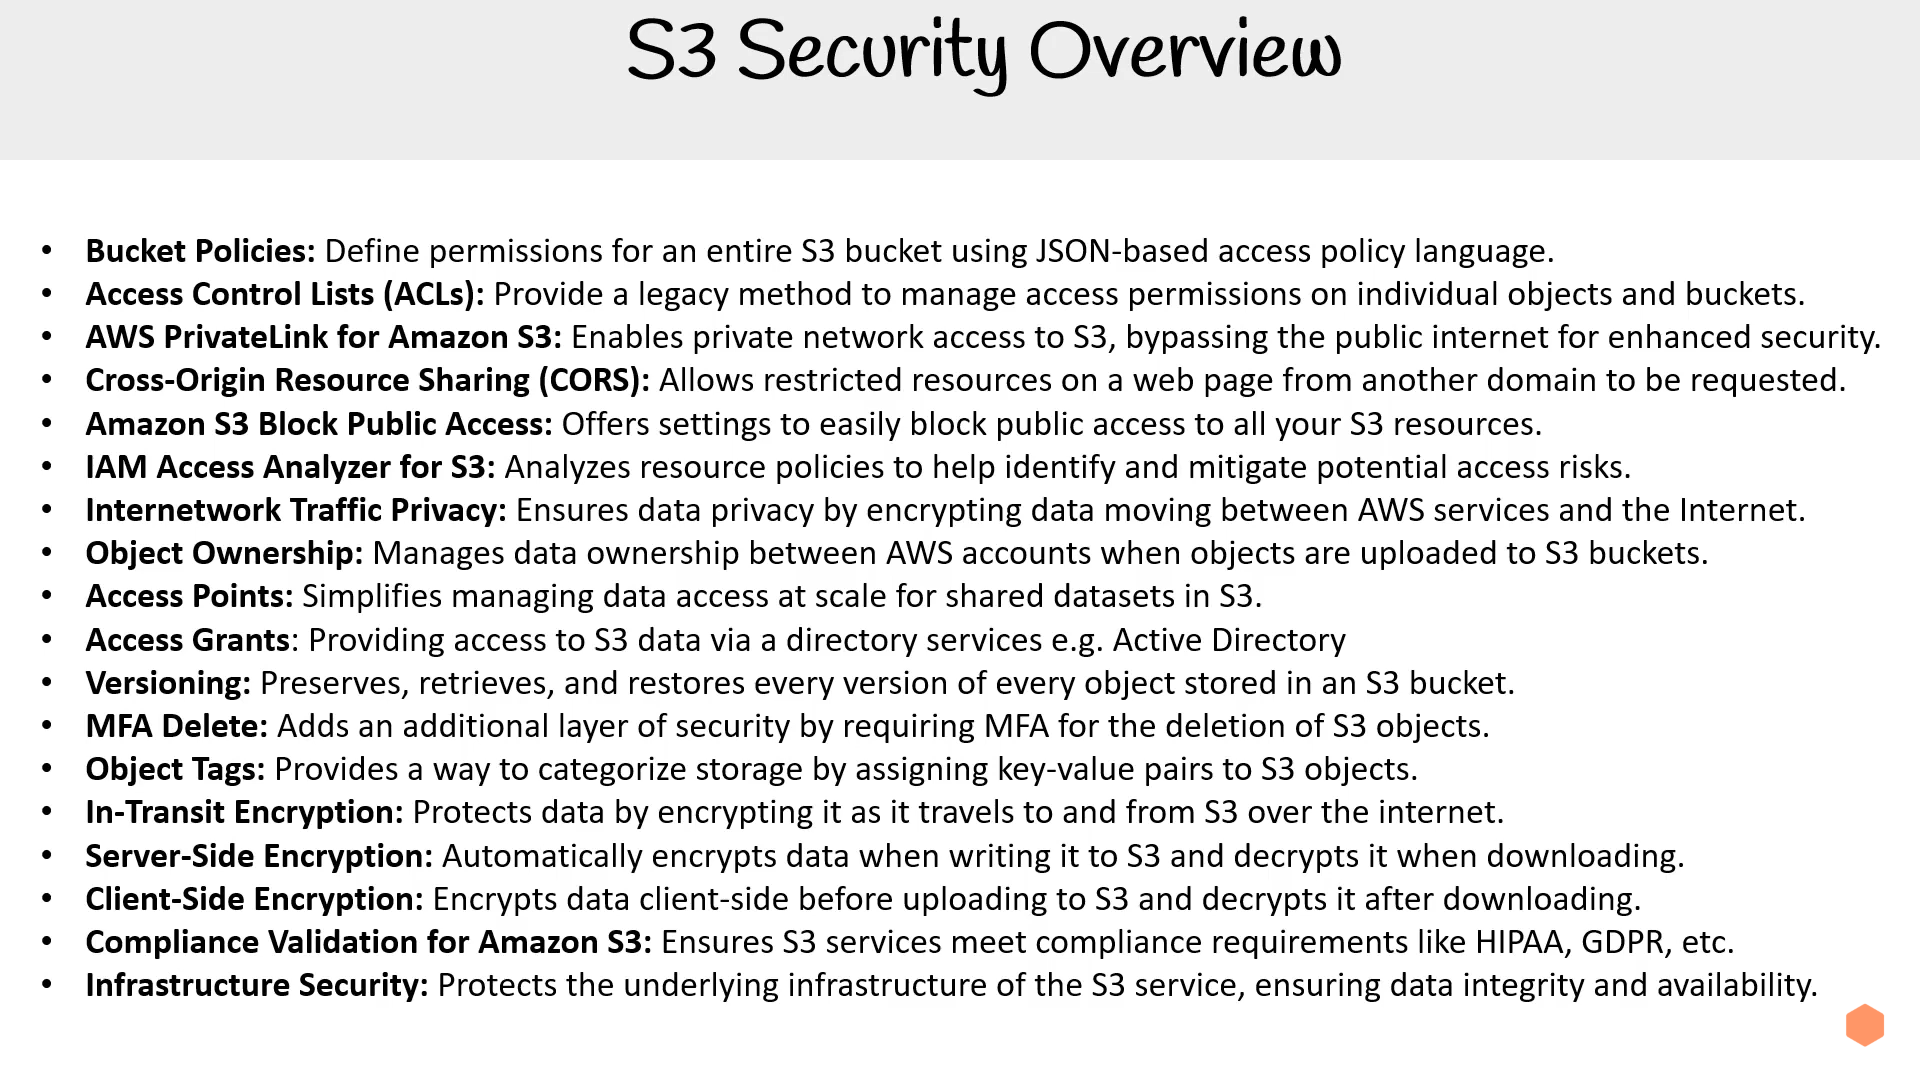 S3 Security Overview
• Bucket Policies: Define permissions for an entire S3 bucket using JSON-based access policy language.
• Access Control Lists (ACLs): Provide a legacy method to manage access permissions on individual objects and buckets.
• AWS PrivateLink for Amazon S3: Enables private network access to S3, bypassing the public internet for enhanced security.
• Cross-Origin Resource Sharing (CORS): Allows restricted resources on a web page from another domain to be requested.
• Amazon S3 Block Public Access: Offers settings to easily block public access to all your S3 resources.
• IAM Access Analyzer for S3: Analyzes resource policies to help identify and mitigate potential access risks.
• Internetwork Traffic Privacy: Ensures data privacy by encrypting data moving between AWS services and the Internet.
• Object Ownership: Manages data ownership between AWS accounts when objects are uploaded to S3 buckets.
• Access Points: Simplifies managing data access at scale for shared datasets in S3.
• Access Grants: Providing access to S3 data via a directory services e.g. Active Directory
• Versioning: Preserves, retrieves, and restores every version of every object stored in an S3 bucket.
• MFA Delete: Adds an additional layer of security by requiring MFA for the deletion of S3 objects.
• Object Tags: Provides a way to categorize storage by assigning key-value pairs to S3 objects.
• In-Transit Encryption: Protects data by encrypting it as it travels to and from S3 over the internet.
• Server-Side Encryption: Automatically encrypts data when writing it to S3 and decrypts it when downloading.
• Client-Side Encryption: Encrypts data client-side before uploading to S3 and decrypts it after downloading.
• Compliance Validation for Amazon S3: Ensures S3 services meet compliance requirements like HIPAA, GDPR, etc.
• Infrastructure Security: Protects the underlying infrastructure of the S3 service, ensuring data integrity and availability.